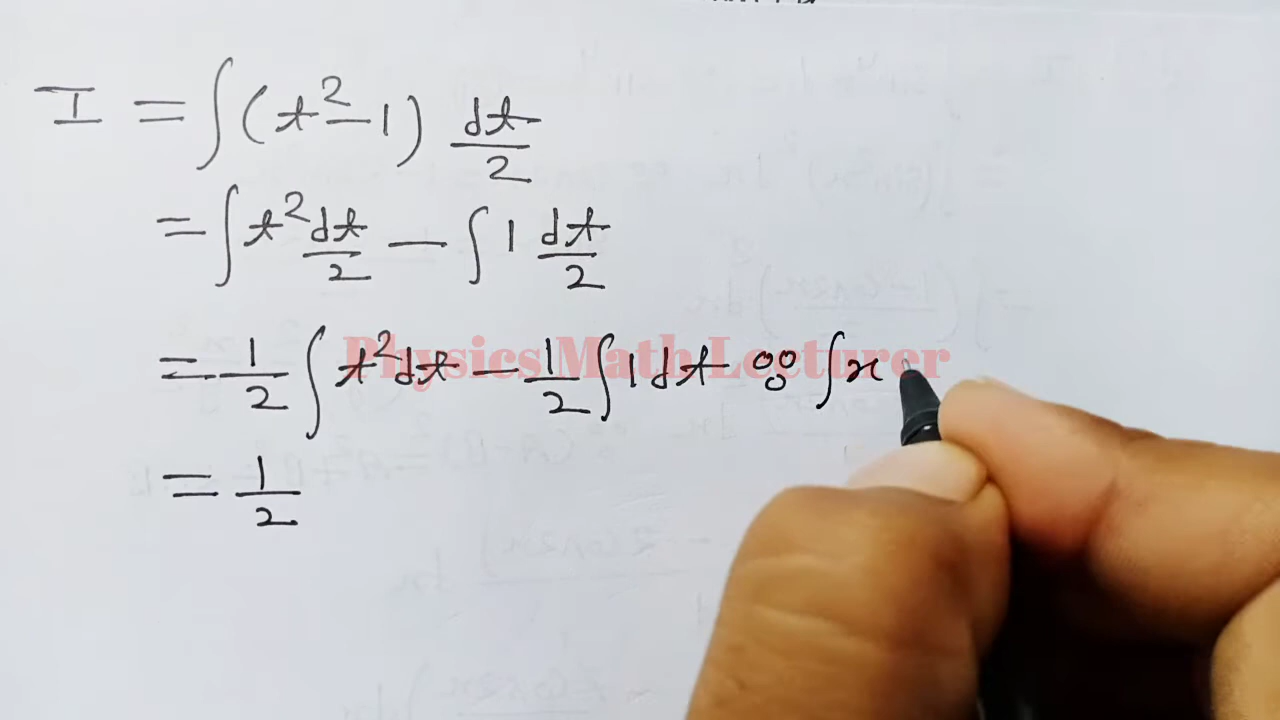 I = ∫(t² − 1) dt/2
= ∫ t² dt/2 − ∫ 1 dt/2
= 1/2 ∫ t² dt − 1/2 ∫ 1 dt ∵ ∫ x
PhysicsMathLecturer
= 1/2